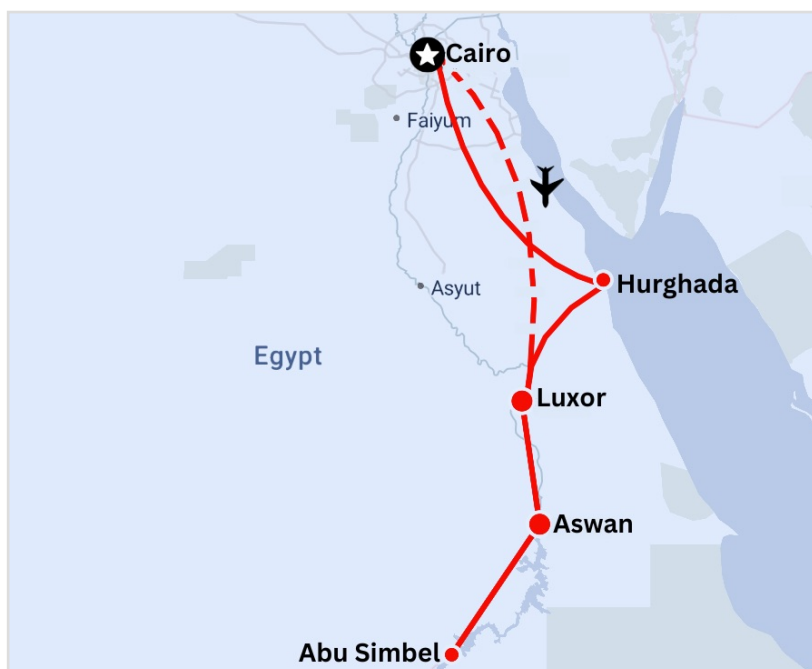 Cairo
Faiyum
Asyut
Hurghada
Egypt
Luxor
Aswan
Abu Simbel